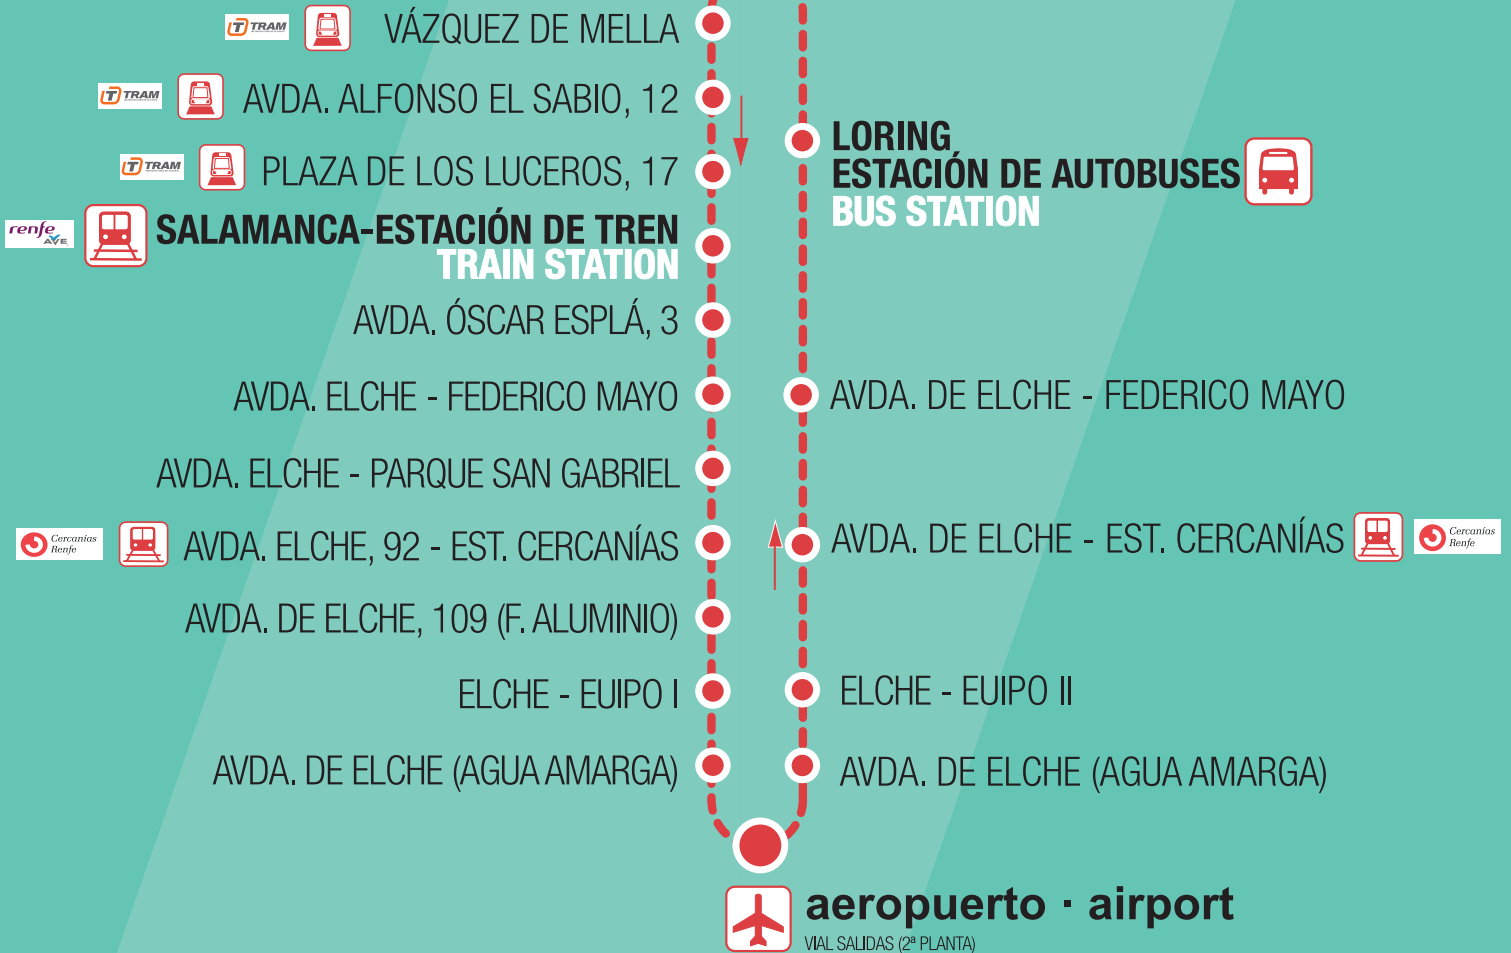 TRAM
VÁZQUEZ DE MELLA
TRAM
AVDA. ALFONSO EL SABIO, 12
TRAM
PLAZA DE LOS LUCEROS, 17
renfe
AVE
SALAMANCA-ESTACIÓN DE TREN
TRAIN STATION
AVDA. ÓSCAR ESPLÁ, 3
AVDA. ELCHE - FEDERICO MAYO
AVDA. ELCHE - PARQUE SAN GABRIEL
Cercanías
Renfe
AVDA. ELCHE, 92 - EST. CERCANÍAS
AVDA. DE ELCHE, 109 (F. ALUMINIO)
ELCHE - EUIPO I
AVDA. DE ELCHE (AGUA AMARGA)
LORING
ESTACIÓN DE AUTOBUSES
BUS STATION
AVDA. DE ELCHE - FEDERICO MAYO
AVDA. DE ELCHE - EST. CERCANÍAS
Cercanías
Renfe
ELCHE - EUIPO II
AVDA. DE ELCHE (AGUA AMARGA)
aeropuerto · airport
VIAL SALIDAS (2ª PLANTA)